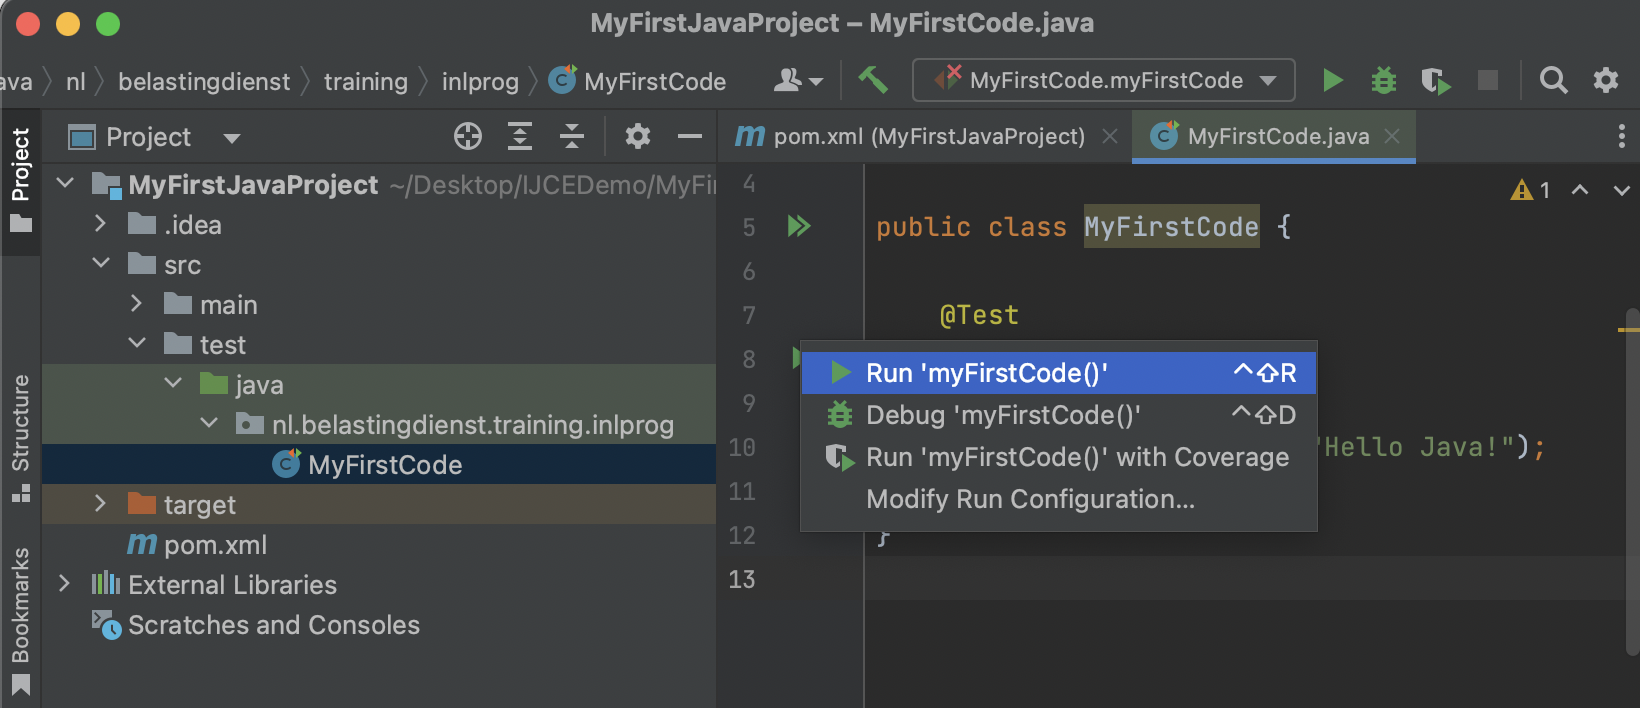 MyFirstJavaProject – MyFirstCode.java
ava nl belastingdienst training inlprog MyFirstCode MyFirstCode.myFirstCode
Project
Project
pom.xml (MyFirstJavaProject)
MyFirstCode.java
MyFirstJavaProject ~/Desktop/IJCEDemo/MyFi
.idea
src
main
test
java
nl.belastingdienst.training.inlprog
MyFirstCode
target
pom.xml
External Libraries
Scratches and Consoles
Structure
Bookmarks
1
4
5 public class MyFirstCode {
6
7 @Test
8
9
10 "Hello Java!");
11
12 }
13
Run 'myFirstCode()' ^⇧R
Debug 'myFirstCode()' ^⇧D
Run 'myFirstCode()' with Coverage
Modify Run Configuration...